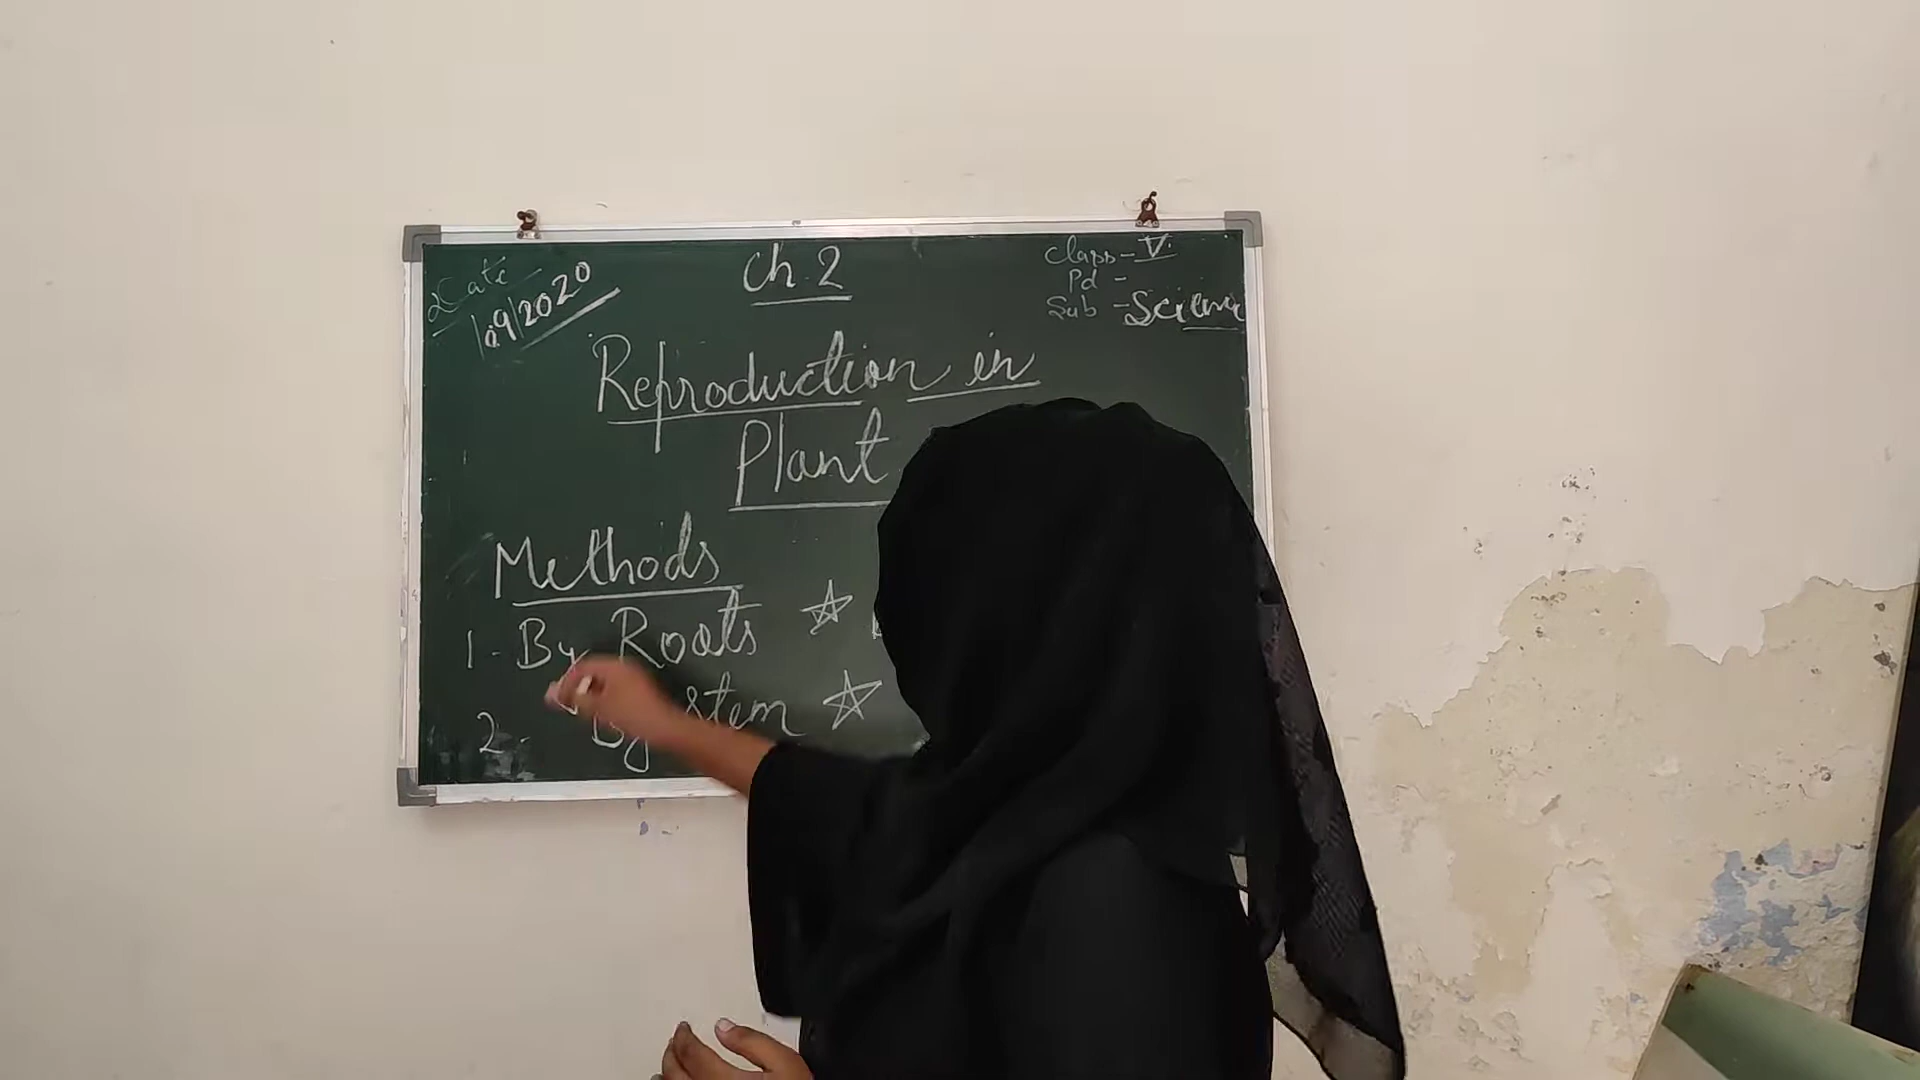 Date
/09/2020
Ch. 2
Class - V
Pd -
Sub - Science
Reproduction in
Plant
Methods
1 - By Roots ☆
2 - By stem ☆